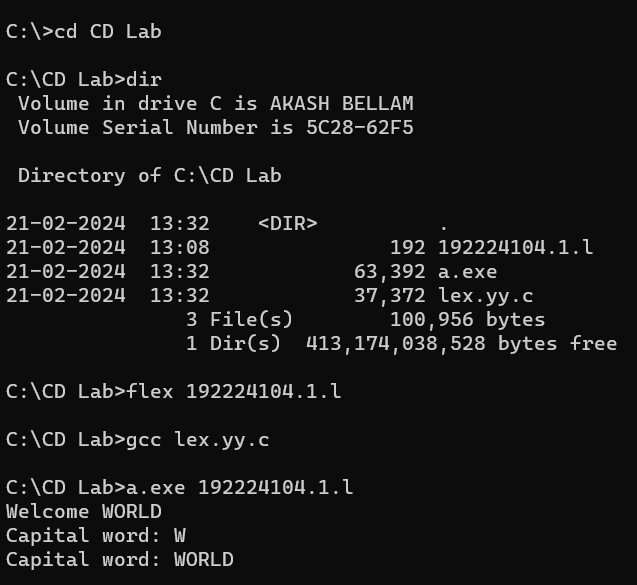 C:\>cd CD Lab
C:\CD Lab>dir
Volume in drive C is AKASH BELLAM
Volume Serial Number is 5C28-62F5
Directory of C:\CD Lab
21-02-2024  13:32    <DIR>          .
21-02-2024  13:08               192 192224104.1.l
21-02-2024  13:32            63,392 a.exe
21-02-2024  13:32            37,372 lex.yy.c
3 File(s)        100,956 bytes
1 Dir(s)  413,174,038,528 bytes free
C:\CD Lab>flex 192224104.1.l
C:\CD Lab>gcc lex.yy.c
C:\CD Lab>a.exe 192224104.1.l
Welcome WORLD
Capital word: W
Capital word: WORLD